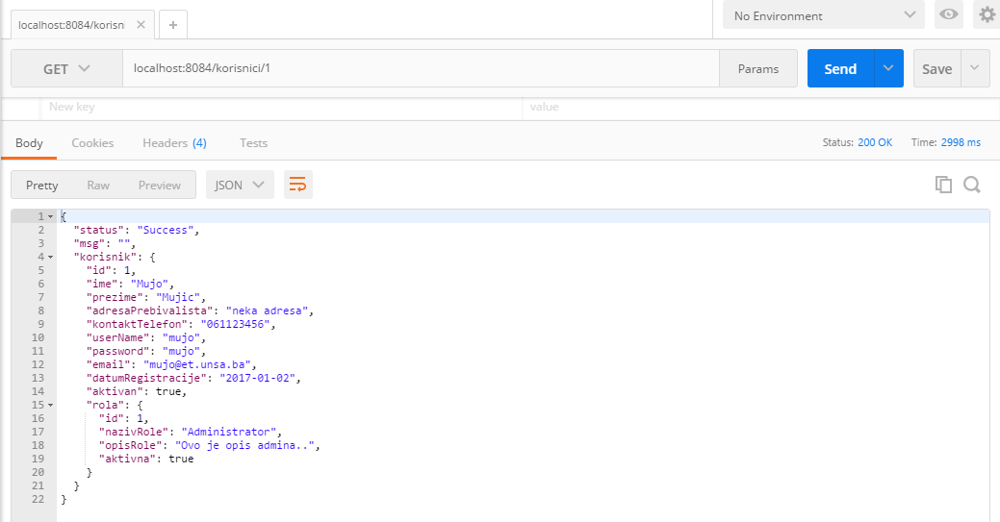 localhost:8084/korisn
No Environment
GET localhost:8084/korisnici/1 Params Send Save
New key value
Body Cookies Headers (4) Tests Status: 200 OK Time: 2998 ms
Pretty Raw Preview JSON
1 {
2 "status": "Success",
3 "msg": "",
4 "korisnik": {
5 "id": 1,
6 "ime": "Mujo",
7 "prezime": "Mujic",
8 "adresaPrebivalista": "neka adresa",
9 "kontaktTelefon": "061123456",
10 "userName": "mujo",
11 "password": "mujo",
12 "email": "mujo@et.unsa.ba",
13 "datumRegistracije": "2017-01-02",
14 "aktivan": true,
15 "rola": {
16 "id": 1,
17 "nazivRole": "Administrator",
18 "opisRole": "Ovo je opis admina..",
19 "aktivna": true
20 }
21 }
22 }